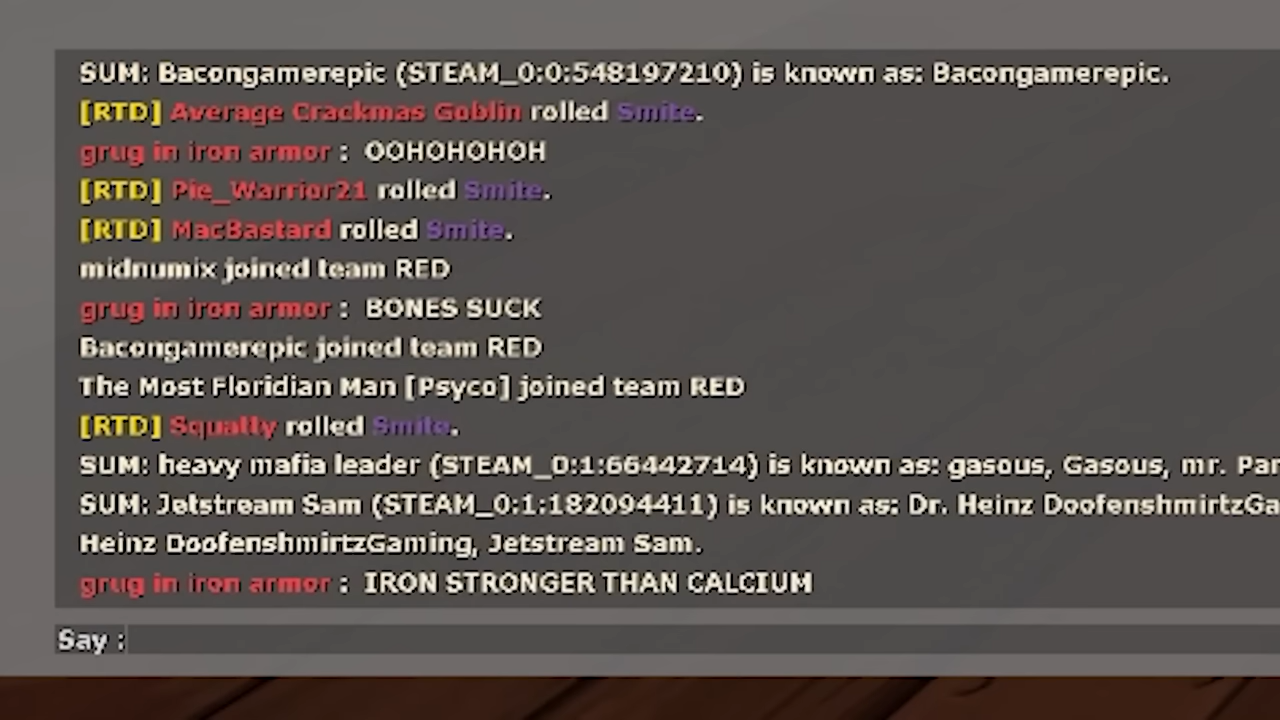 SUM: Bacongamerepic (STEAM_0:0:548197210) is known as: Bacongamerepic.
[RTD] Average Crackmas Goblin rolled Smite.
grug in iron armor :  OOHOHOHOH
[RTD] Pie_Warrior21 rolled Smite.
[RTD] MacBastard rolled Smite.
midnumix joined team RED
grug in iron armor :  BONES SUCK
Bacongamerepic joined team RED
The Most Floridian Man [Psyco] joined team RED
[RTD] Squatty rolled Smite.
SUM: heavy mafia leader (STEAM_0:1:66442714) is known as: gasous, Gasous, mr. Par
SUM: Jetstream Sam (STEAM_0:1:182094411) is known as: Dr. Heinz DoofenshmirtzGa
Heinz DoofenshmirtzGaming, Jetstream Sam.
grug in iron armor :  IRON STRONGER THAN CALCIUM
Say :